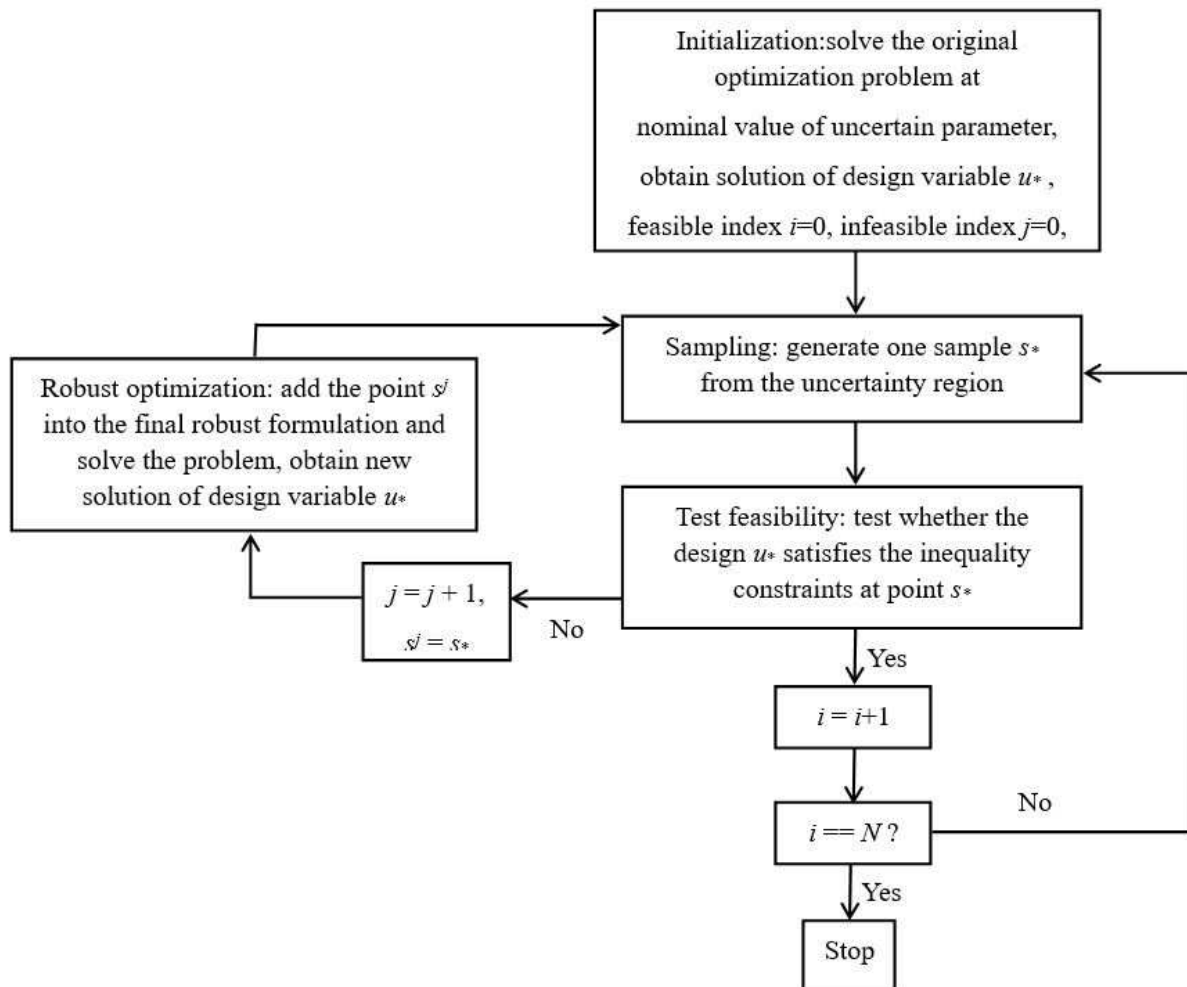 Initialization:solve the original
optimization problem at
nominal value of uncertain parameter,
obtain solution of design variable u* ,
feasible index i=0, infeasible index j=0,
Sampling: generate one sample s*
from the uncertainty region
Robust optimization: add the point sʲ
into the final robust formulation and
solve the problem, obtain new
solution of design variable u*
Test feasibility: test whether the
design u* satisfies the inequality
constraints at point s*
j = j + 1,
sʲ = s*
No
Yes
i = i+1
i == N ?
No
Yes
Stop